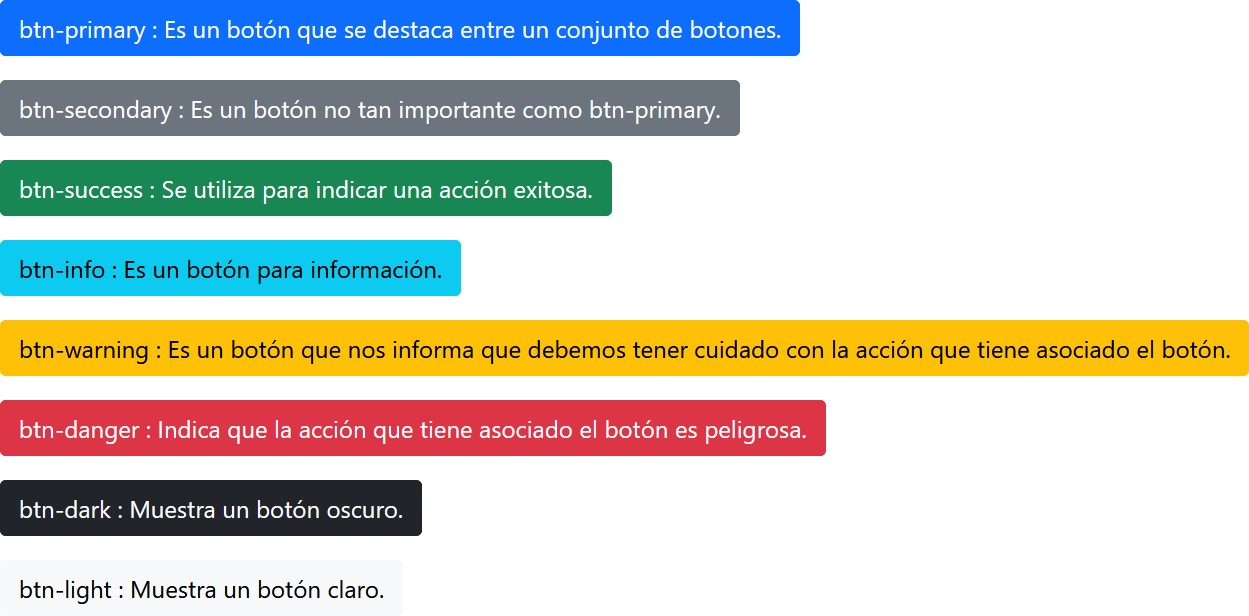 btn-primary : Es un botón que se destaca entre un conjunto de botones.
btn-secondary : Es un botón no tan importante como btn-primary.
btn-success : Se utiliza para indicar una acción exitosa.
btn-info : Es un botón para información.
btn-warning : Es un botón que nos informa que debemos tener cuidado con la acción que tiene asociado el botón.
btn-danger : Indica que la acción que tiene asociado el botón es peligrosa.
btn-dark : Muestra un botón oscuro.
btn-light : Muestra un botón claro.